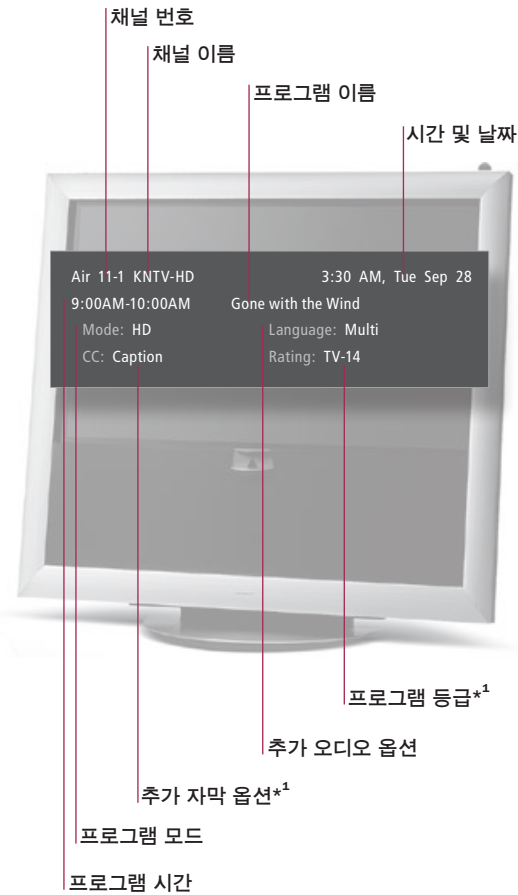 채널 번호
채널 이름
프로그램 이름
시간 및 날짜
Air 11-1 KNTV-HD 3:30 AM, Tue Sep 28
9:00AM-10:00AM Gone with the Wind
Mode: HD Language: Multi
CC: Caption Rating: TV-14
프로그램 등급*¹
추가 오디오 옵션
추가 자막 옵션*¹
프로그램 모드
프로그램 시간